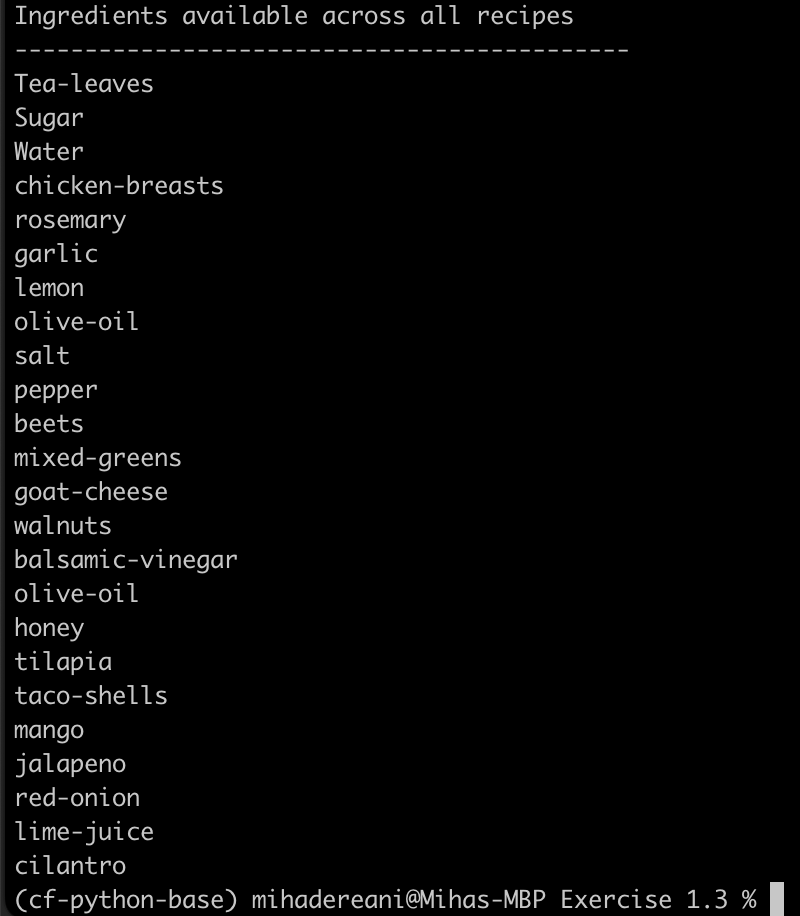 Ingredients available across all recipes
--------------------------------------------
Tea-leaves
Sugar
Water
chicken-breasts
rosemary
garlic
lemon
olive-oil
salt
pepper
beets
mixed-greens
goat-cheese
walnuts
balsamic-vinegar
olive-oil
honey
tilapia
taco-shells
mango
jalapeno
red-onion
lime-juice
cilantro
(cf-python-base) mihadereani@Mihas-MBP Exercise 1.3 %